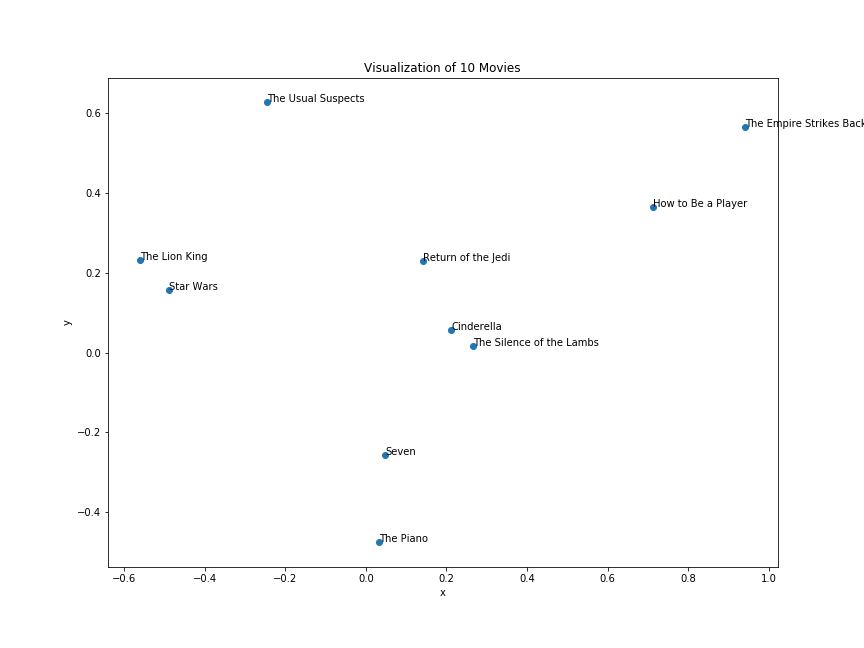 Visualization of 10 Movies
The Usual Suspects
0.6
The Empire Strikes Back
0.4
How to Be a Player
The Lion King
Return of the Jedi
0.2
Star Wars
y
Cinderella
0.0
The Silence of the Lambs
−0.2
Seven
−0.4
The Piano
−0.6
−0.4
−0.2
0.0
0.2
0.4
0.6
0.8
1.0
x